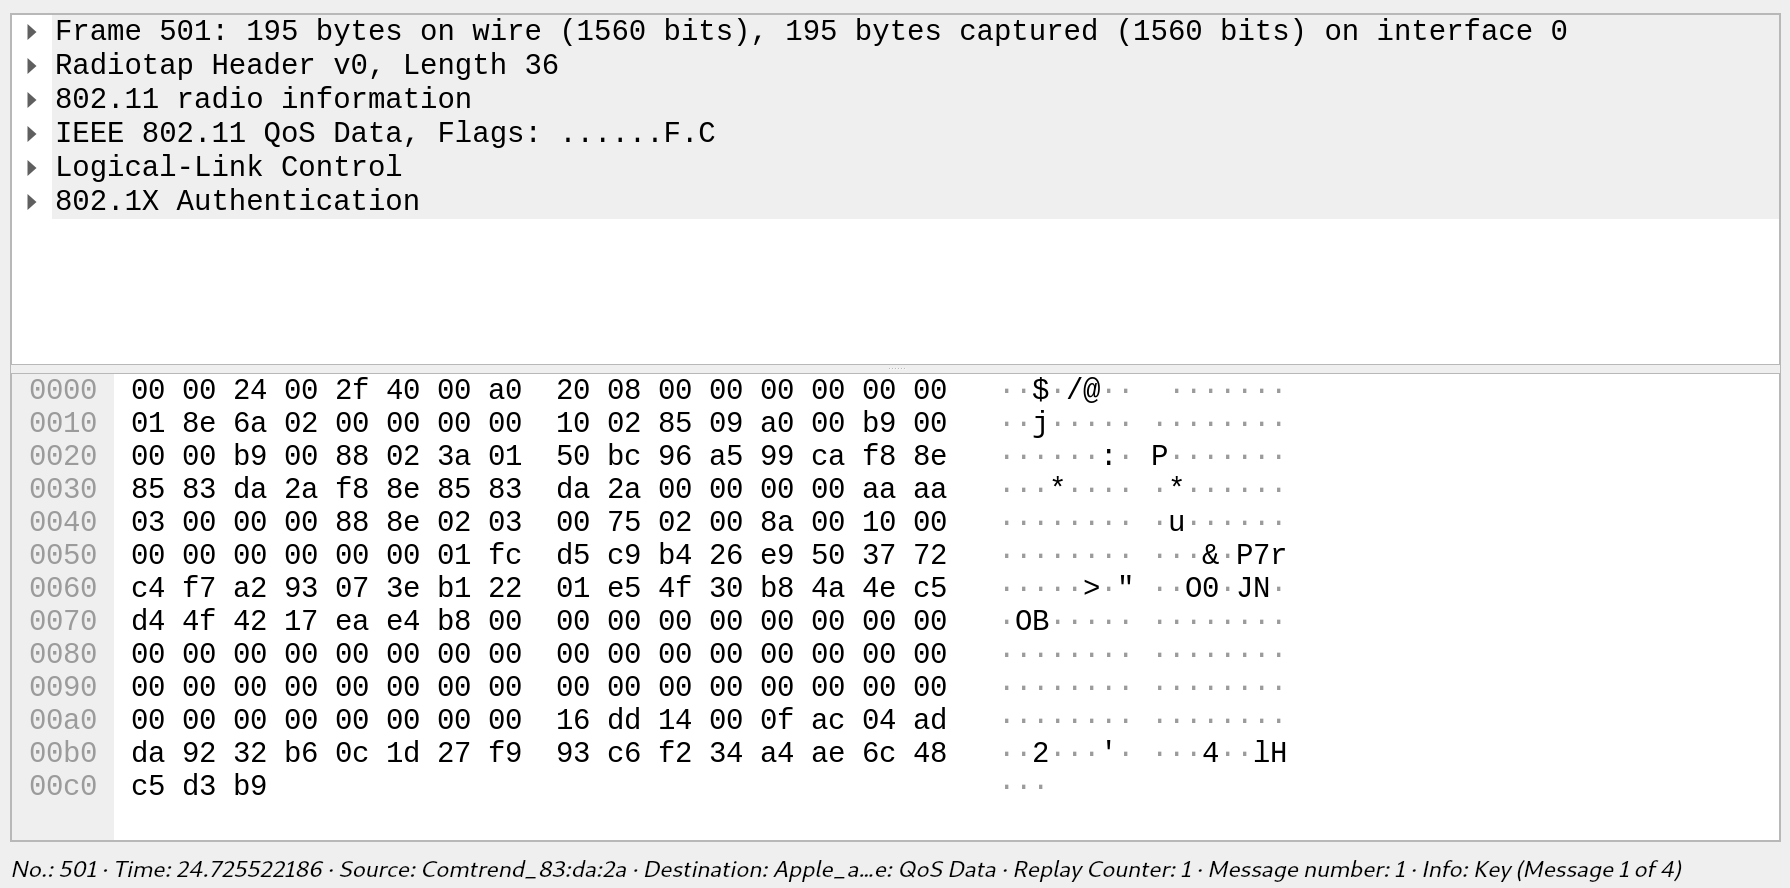 Frame 501: 195 bytes on wire (1560 bits), 195 bytes captured (1560 bits) on interface 0
Radiotap Header v0, Length 36
802.11 radio information
IEEE 802.11 QoS Data, Flags: ......F.C
Logical-Link Control
802.1X Authentication
0000 00 00 24 00 2f 40 00 a0 20 08 00 00 00 00 00 00 ··$·/@·· ·······
0010 01 8e 6a 02 00 00 00 00 10 02 85 09 a0 00 b9 00 ··j····· ········
0020 00 00 b9 00 88 02 3a 01 50 bc 96 a5 99 ca f8 8e ······:· P·······
0030 85 83 da 2a f8 8e 85 83 da 2a 00 00 00 00 aa aa ···*···· ·*······
0040 03 00 00 00 88 8e 02 03 00 75 02 00 8a 00 10 00 ········ ·u······
0050 00 00 00 00 00 00 01 fc d5 c9 b4 26 e9 50 37 72 ········ ···&·P7r
0060 c4 f7 a2 93 07 3e b1 22 01 e5 4f 30 b8 4a 4e c5 ·····>·" ··O0·JN·
0070 d4 4f 42 17 ea e4 b8 00 00 00 00 00 00 00 00 00 ·OB····· ········
0080 00 00 00 00 00 00 00 00 00 00 00 00 00 00 00 00 ········ ········
0090 00 00 00 00 00 00 00 00 00 00 00 00 00 00 00 00 ········ ········
00a0 00 00 00 00 00 00 00 00 16 dd 14 00 0f ac 04 ad ········ ········
00b0 da 92 32 b6 0c 1d 27 f9 93 c6 f2 34 a4 ae 6c 48 ··2···'· ···4··lH
00c0 c5 d3 b9 ···
No.: 501 · Time: 24.725522186 · Source: Comtrend_83:da:2a · Destination: Apple_a…e: QoS Data · Replay Counter: 1 · Message number: 1 · Info: Key (Message 1 of 4)